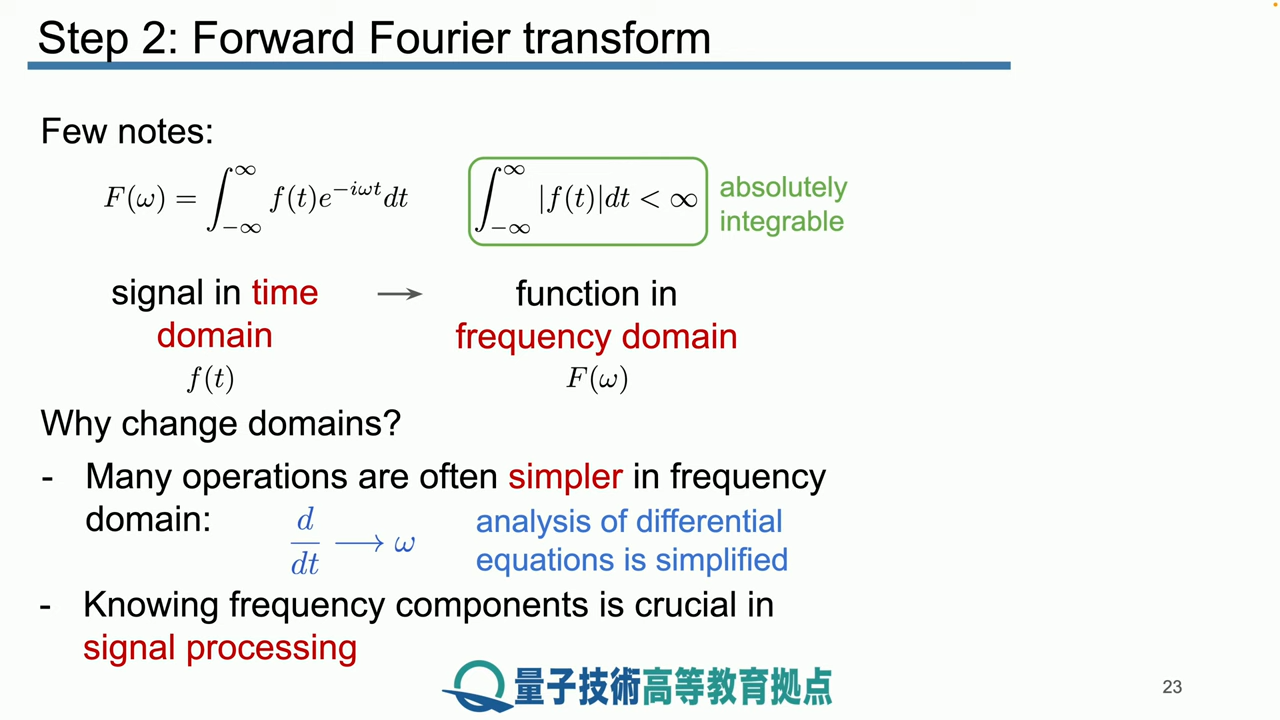 Step 2: Forward Fourier transform
Few notes:
F(ω) = ∫_{-∞}^{∞} f(t)e^{-iωt}dt
∫_{-∞}^{∞} |f(t)|dt < ∞
absolutely
integrable
signal in time
domain
f(t)
→
function in
frequency domain
F(ω)
Why change domains?
- Many operations are often simpler in frequency
domain:
d/dt ⟶ ω
analysis of differential
equations is simplified
- Knowing frequency components is crucial in
signal processing
量子技術高等教育拠点
23